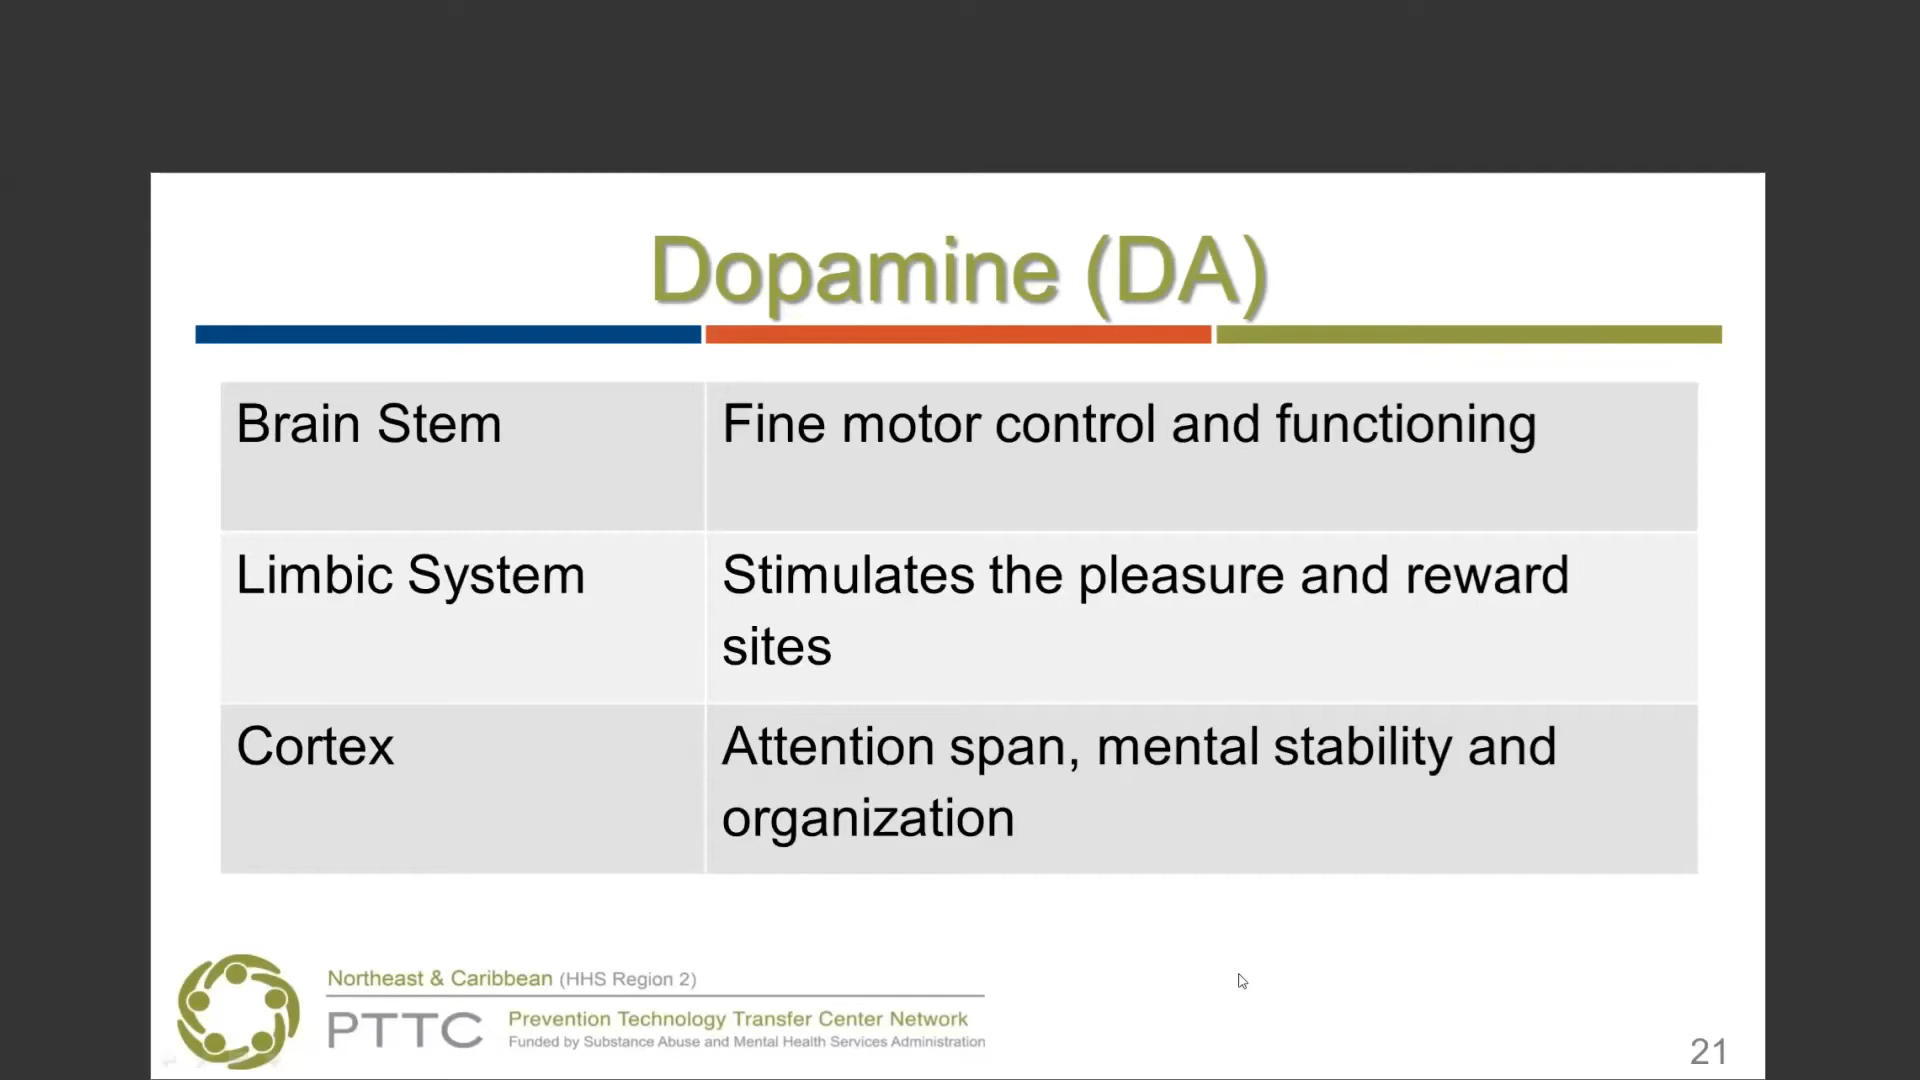 Dopamine (DA)
Brain Stem
Fine motor control and functioning
Limbic System
Stimulates the pleasure and reward
sites
Cortex
Attention span, mental stability and
organization
Northeast & Caribbean (HHS Region 2)
PTTC
Prevention Technology Transfer Center Network
Funded by Substance Abuse and Mental Health Services Administration
21